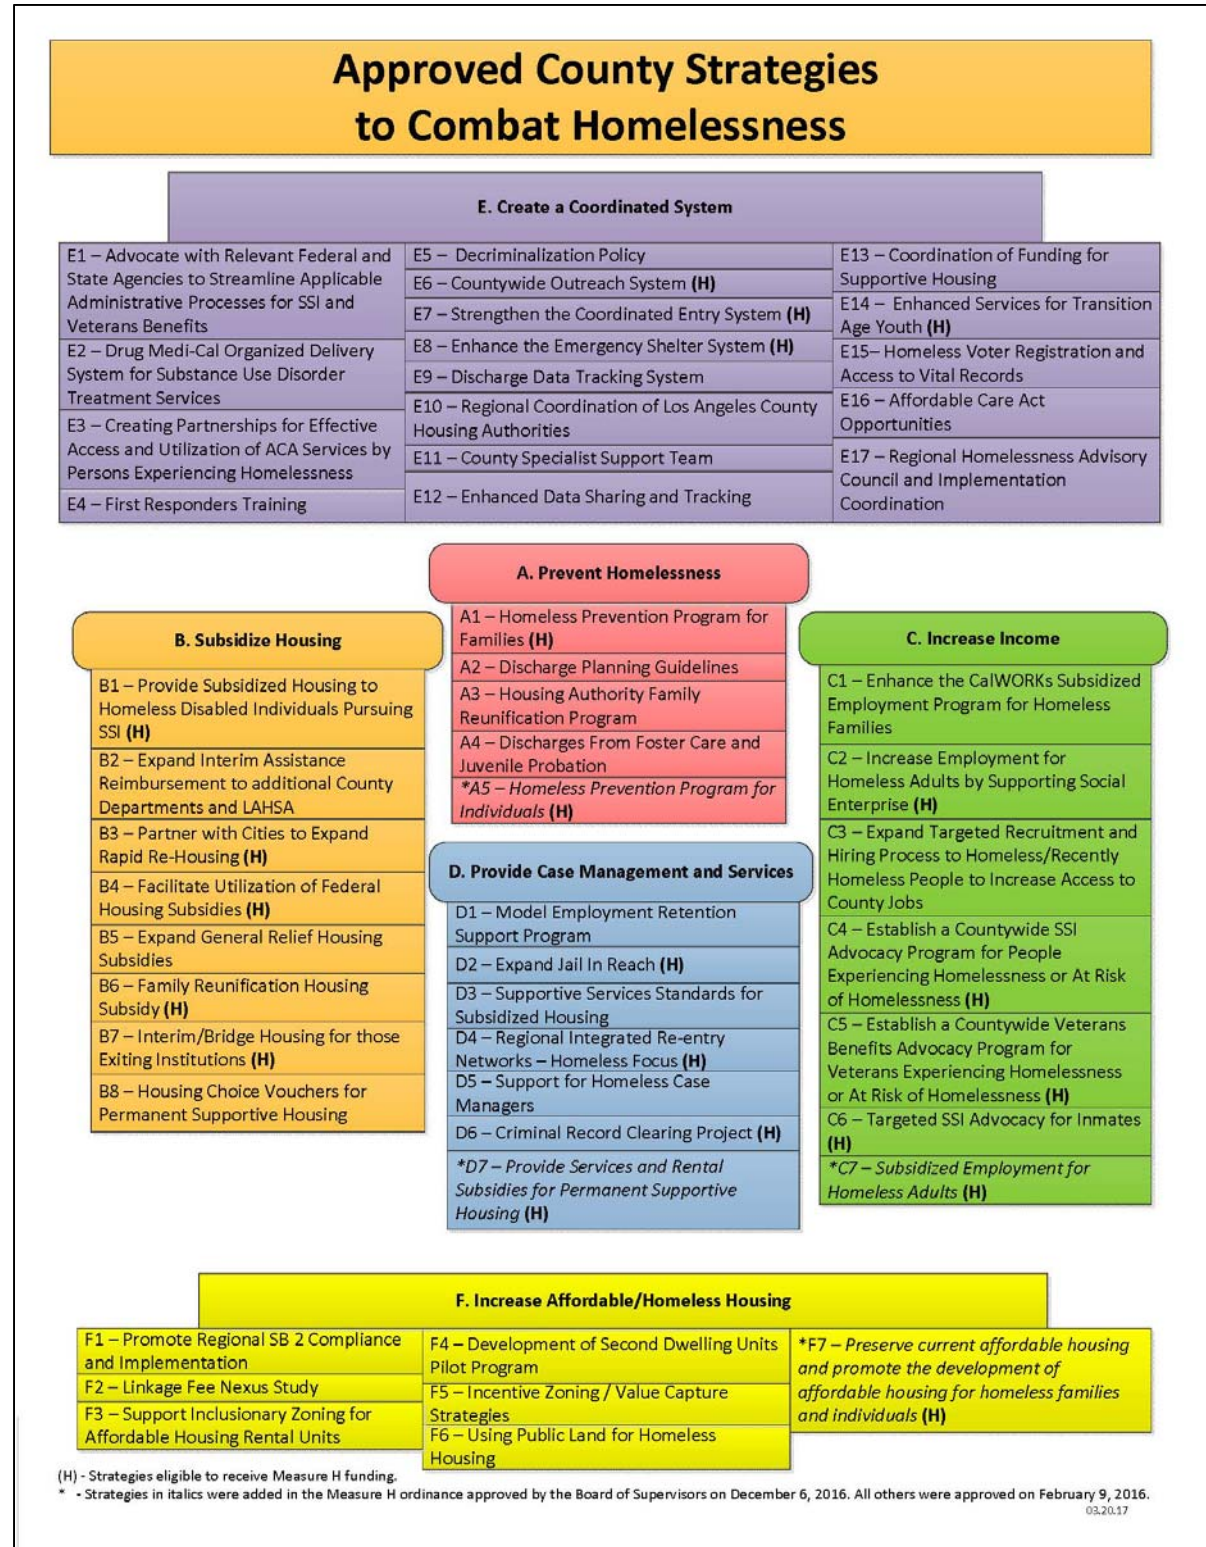 Approved County Strategies
to Combat Homelessness
E. Create a Coordinated System
E1 – Advocate with Relevant Federal and
State Agencies to Streamline Applicable
Administrative Processes for SSI and
Veterans Benefits
E2 – Drug Medi-Cal Organized Delivery
System for Substance Use Disorder
Treatment Services
E3 – Creating Partnerships for Effective
Access and Utilization of ACA Services by
Persons Experiencing Homelessness
E4 – First Responders Training
E5 – Decriminalization Policy
E6 – Countywide Outreach System (H)
E7 – Strengthen the Coordinated Entry System (H)
E8 – Enhance the Emergency Shelter System (H)
E9 – Discharge Data Tracking System
E10 – Regional Coordination of Los Angeles County
Housing Authorities
E11 – County Specialist Support Team
E12 – Enhanced Data Sharing and Tracking
E13 – Coordination of Funding for
Supportive Housing
E14 – Enhanced Services for Transition
Age Youth (H)
E15– Homeless Voter Registration and
Access to Vital Records
E16 – Affordable Care Act
Opportunities
E17 – Regional Homelessness Advisory
Council and Implementation
Coordination
A. Prevent Homelessness
A1 – Homeless Prevention Program for
Families (H)
A2 – Discharge Planning Guidelines
A3 – Housing Authority Family
Reunification Program
A4 – Discharges From Foster Care and
Juvenile Probation
*A5 – Homeless Prevention Program for
Individuals (H)
B. Subsidize Housing
B1 – Provide Subsidized Housing to
Homeless Disabled Individuals Pursuing
SSI (H)
B2 – Expand Interim Assistance
Reimbursement to additional County
Departments and LAHSA
B3 – Partner with Cities to Expand
Rapid Re-Housing (H)
B4 – Facilitate Utilization of Federal
Housing Subsidies (H)
B5 – Expand General Relief Housing
Subsidies
B6 – Family Reunification Housing
Subsidy (H)
B7 – Interim/Bridge Housing for those
Exiting Institutions (H)
B8 – Housing Choice Vouchers for
Permanent Supportive Housing
C. Increase Income
C1 – Enhance the CalWORKs Subsidized
Employment Program for Homeless
Families
C2 – Increase Employment for
Homeless Adults by Supporting Social
Enterprise (H)
C3 – Expand Targeted Recruitment and
Hiring Process to Homeless/Recently
Homeless People to Increase Access to
County Jobs
C4 – Establish a Countywide SSI
Advocacy Program for People
Experiencing Homelessness or At Risk
of Homelessness (H)
C5 – Establish a Countywide Veterans
Benefits Advocacy Program for
Veterans Experiencing Homelessness
or At Risk of Homelessness (H)
C6 – Targeted SSI Advocacy for Inmates
(H)
*C7 – Subsidized Employment for
Homeless Adults (H)
D. Provide Case Management and Services
D1 – Model Employment Retention
Support Program
D2 – Expand Jail In Reach (H)
D3 – Supportive Services Standards for
Subsidized Housing
D4 – Regional Integrated Re-entry
Networks – Homeless Focus (H)
D5 – Support for Homeless Case
Managers
D6 – Criminal Record Clearing Project (H)
*D7 – Provide Services and Rental
Subsidies for Permanent Supportive
Housing (H)
F. Increase Affordable/Homeless Housing
F1 – Promote Regional SB 2 Compliance
and Implementation
F2 – Linkage Fee Nexus Study
F3 – Support Inclusionary Zoning for
Affordable Housing Rental Units
F4 – Development of Second Dwelling Units
Pilot Program
F5 – Incentive Zoning / Value Capture
Strategies
F6 – Using Public Land for Homeless
Housing
*F7 – Preserve current affordable housing
and promote the development of
affordable housing for homeless families
and individuals (H)
(H) - Strategies eligible to receive Measure H funding.
* - Strategies in italics were added in the Measure H ordinance approved by the Board of Supervisors on December 6, 2016. All others were approved on February 9, 2016.
03.20.17